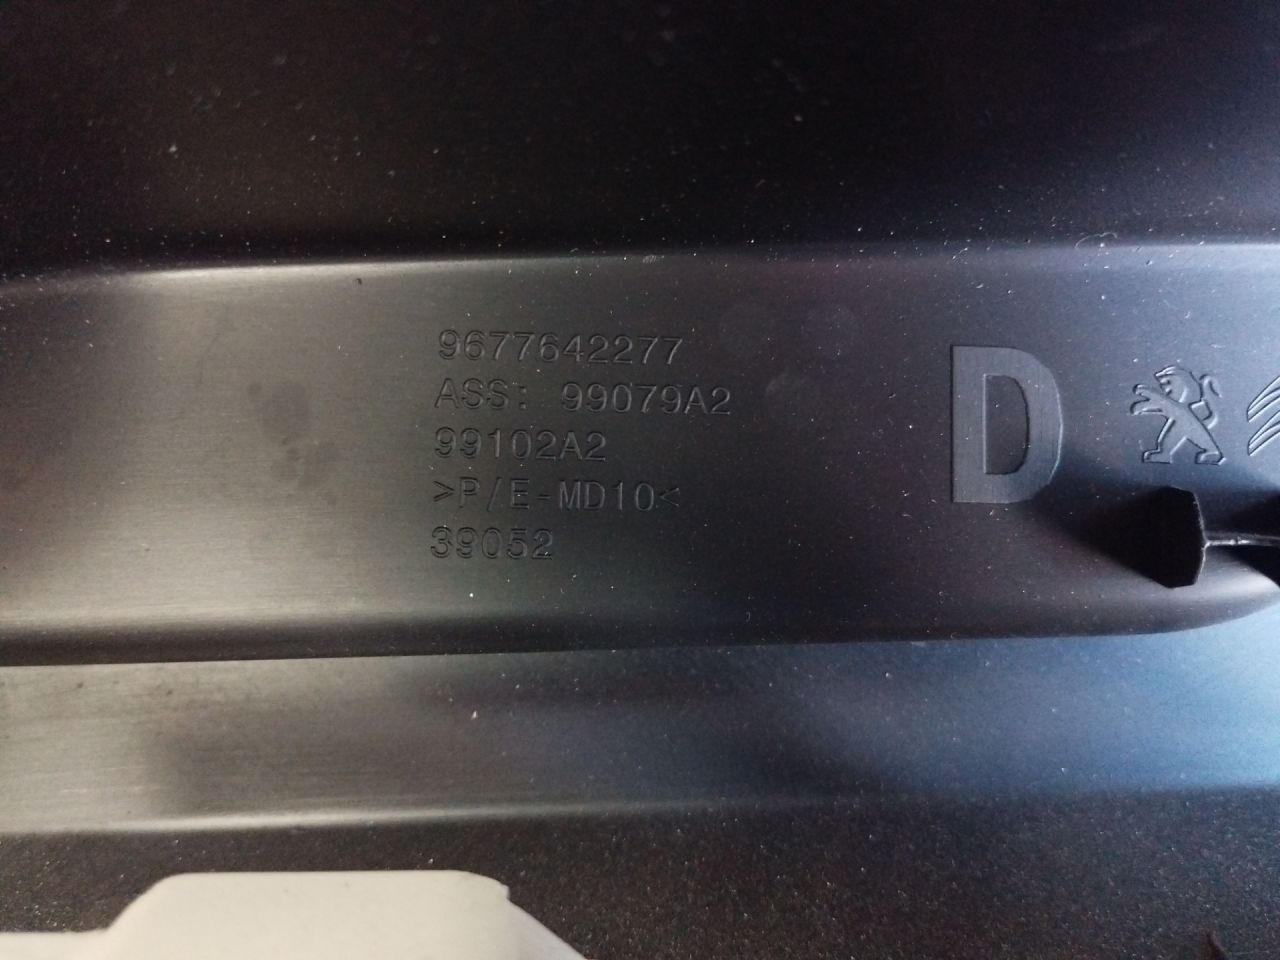 9677642277
ASS: 99079A2
99102A2
>P/E-MD10<
39052
D